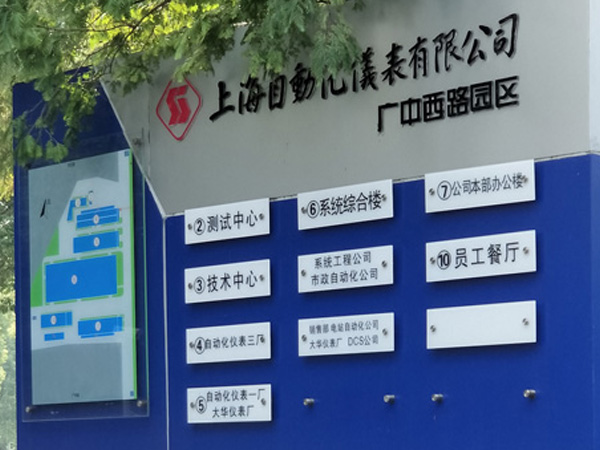 上海自動化儀表有限公司
广中西路园区
②测试中心
③技术中心
④自动化仪表三厂
⑤自动化仪表一厂
大华仪表厂
⑥系统综合楼
系统工程公司
市政自动化公司
销售部 电站自动化公司
大华仪表厂 DCS公司
⑦公司本部办公楼
⑩员工餐厅